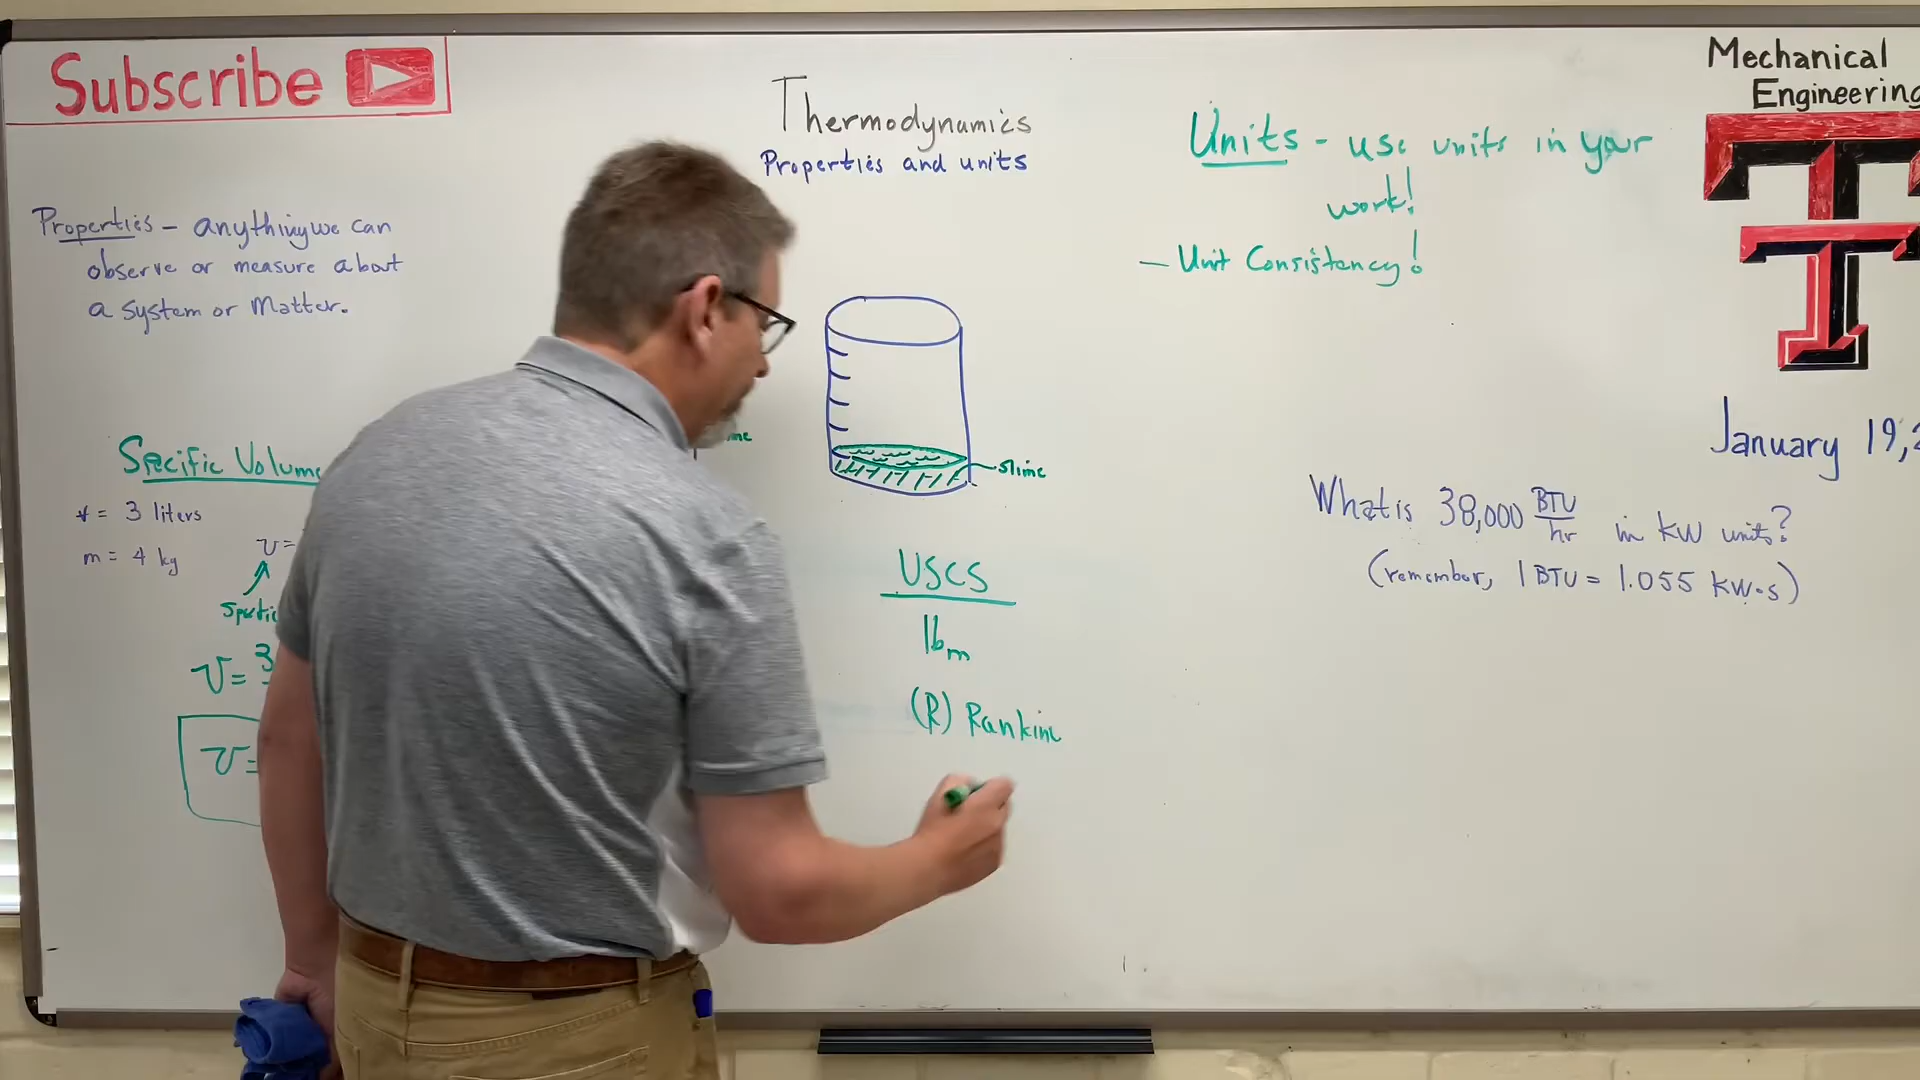 Subscribe
Thermodynamics
Properties and units
Properties - anything we can
observe or measure about
a system or Matter.
Specific Volume
V = 3 liters
m = 4 kg
v =
v = 3
v =
slime
USCS
lbm
(R) Rankine
Units - use units in your
work!
- Unit Consistency!
Mechanical
Engineering
January 19,
What is 38,000 BTU/hr in kW units?
(remember, 1 BTU = 1.055 kW·s)